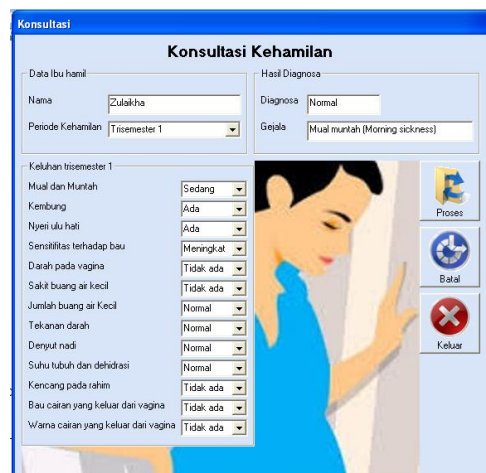 Konsultasi
Konsultasi Kehamilan
Data Ibu hamil
Nama Zulaikha
Periode Kehamilan Trisemester 1
Hasil Diagnosa
Diagnosa Normal
Gejala Mual muntah (Morning sickness)
Keluhan trisemester 1
Mual dan Muntah Sedang
Kembung Ada
Nyeri ulu hati Ada
Sensitifitas terhadap bau Meningkat
Darah pada vagina Tidak ada
Sakit buang air kecil Tidak ada
Jumlah buang air Kecil Normal
Tekanan darah Normal
Denyut nadi Normal
Suhu tubuh dan dehidrasi Normal
Kencang pada rahim Tidak ada
Bau cairan yang keluar dari vagina Tidak ada
Warna cairan yang keluar dari vagina Tidak ada
Proses
Batal
Keluar